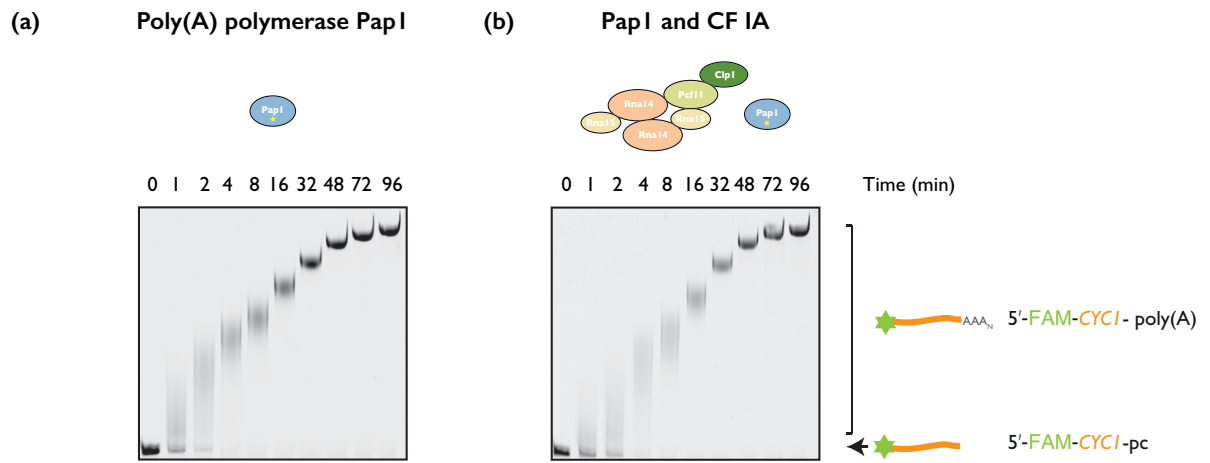 (a) Poly(A) polymerase Pap1
(b) Pap1 and CF IA
Pap1
Clp1
Pcf11
Rna14
Rna15
Rna15
Rna14
Pap1
0 1 2 4 8 16 32 48 72 96
0 1 2 4 8 16 32 48 72 96 Time (min)
AAAN 5'-FAM-CYC1- poly(A)
5'-FAM-CYC1-pc